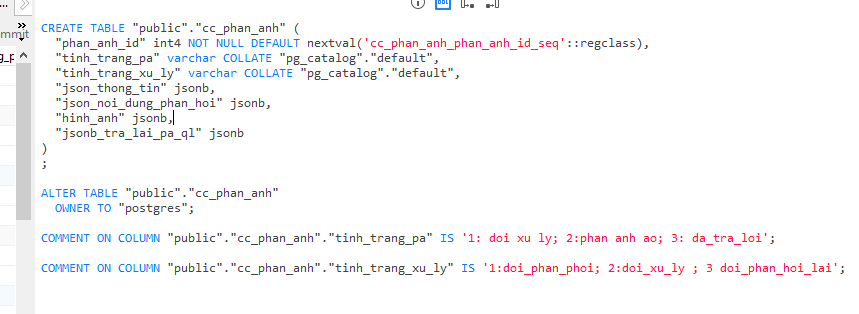 ...
mmit
CREATE TABLE "public"."cc_phan_anh" (
"phan_anh_id" int4 NOT NULL DEFAULT nextval('cc_phan_anh_phan_anh_id_seq'::regclass),
"tinh_trang_pa" varchar COLLATE "pg_catalog"."default",
"tinh_trang_xu_ly" varchar COLLATE "pg_catalog"."default",
"json_thong_tin" jsonb,
"json_noi_dung_phan_hoi" jsonb,
"hinh_anh" jsonb,
"jsonb_tra_lai_pa_ql" jsonb
)
;
ALTER TABLE "public"."cc_phan_anh"
OWNER TO "postgres";
COMMENT ON COLUMN "public"."cc_phan_anh"."tinh_trang_pa" IS '1: doi xu ly; 2:phan anh ao; 3: da_tra_loi';
COMMENT ON COLUMN "public"."cc_phan_anh"."tinh_trang_xu_ly" IS '1:doi_phan_phoi; 2:doi_xu_ly ; 3 doi_phan_hoi_lai';